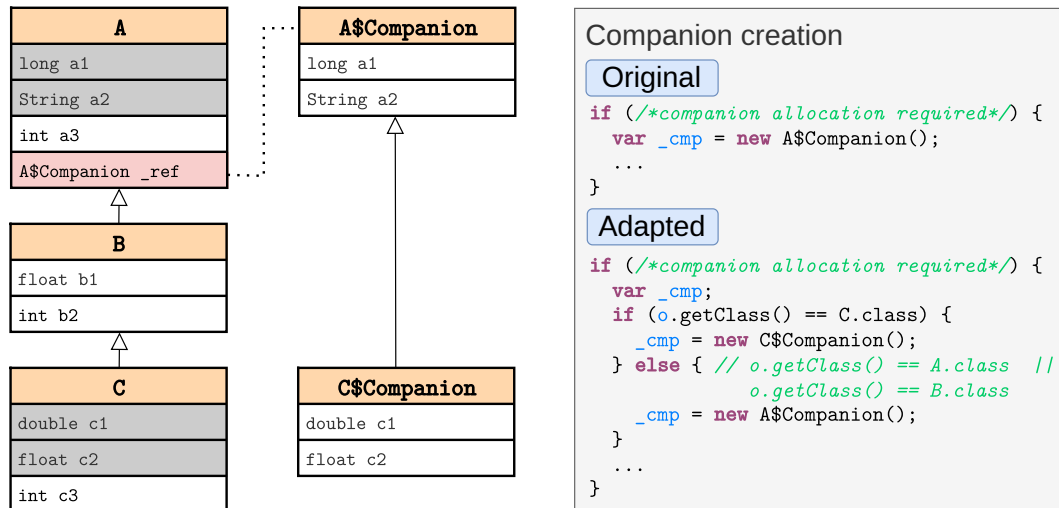 A
long a1
String a2
int a3
A$Companion _ref
B
float b1
int b2
C
double c1
float c2
int c3
A$Companion
long a1
String a2
C$Companion
double c1
float c2
Companion creation
Original
if (/*companion allocation required*/) {
var _cmp = new A$Companion();
...
}
Adapted
if (/*companion allocation required*/) {
var _cmp;
if (o.getClass() == C.class) {
_cmp = new C$Companion();
} else { // o.getClass() == A.class ||
o.getClass() == B.class
_cmp = new A$Companion();
}
...
}